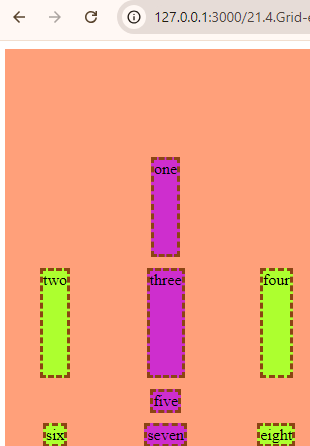 127.0.0.1:3000/21.4.Grid-e
one
two three four
five
six seven eight